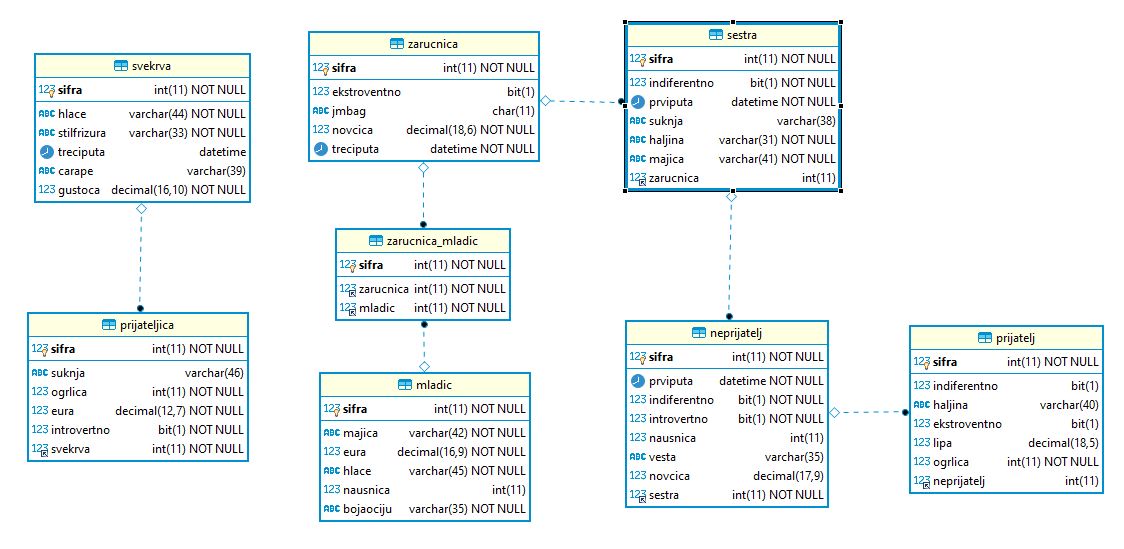 svekrva
123 sifra int(11) NOT NULL
ABC hlace varchar(44) NOT NULL
ABC stilfrizura varchar(33) NOT NULL
treciputa datetime
ABC carape varchar(39)
123 gustoca decimal(16,10) NOT NULL
zarucnica
123 sifra int(11) NOT NULL
123 ekstroventno bit(1)
ABC jmbag char(11)
123 novcica decimal(18,6) NOT NULL
treciputa datetime NOT NULL
sestra
123 sifra int(11) NOT NULL
123 indiferentno bit(1) NOT NULL
prviputa datetime NOT NULL
ABC suknja varchar(38)
ABC haljina varchar(31) NOT NULL
ABC majica varchar(41) NOT NULL
123 zarucnica int(11)
zarucnica_mladic
123 sifra int(11) NOT NULL
123 zarucnica int(11) NOT NULL
123 mladic int(11) NOT NULL
prijateljica
123 sifra int(11) NOT NULL
ABC suknja varchar(46)
123 ogrlica int(11) NOT NULL
123 eura decimal(12,7) NOT NULL
123 introvertno bit(1) NOT NULL
123 svekrva int(11) NOT NULL
mladic
123 sifra int(11) NOT NULL
ABC majica varchar(42) NOT NULL
123 eura decimal(16,9) NOT NULL
ABC hlace varchar(45) NOT NULL
123 nausnica int(11)
ABC bojaociju varchar(35) NOT NULL
neprijatelj
123 sifra int(11) NOT NULL
prviputa datetime NOT NULL
123 indiferentno bit(1) NOT NULL
123 introvertno bit(1) NOT NULL
123 nausnica int(11)
ABC vesta varchar(35)
123 novcica decimal(17,9)
123 sestra int(11) NOT NULL
prijatelj
123 sifra int(11) NOT NULL
123 indiferentno bit(1)
ABC haljina varchar(40)
123 ekstroventno bit(1)
123 lipa decimal(18,5)
123 ogrlica int(11) NOT NULL
123 neprijatelj int(11)